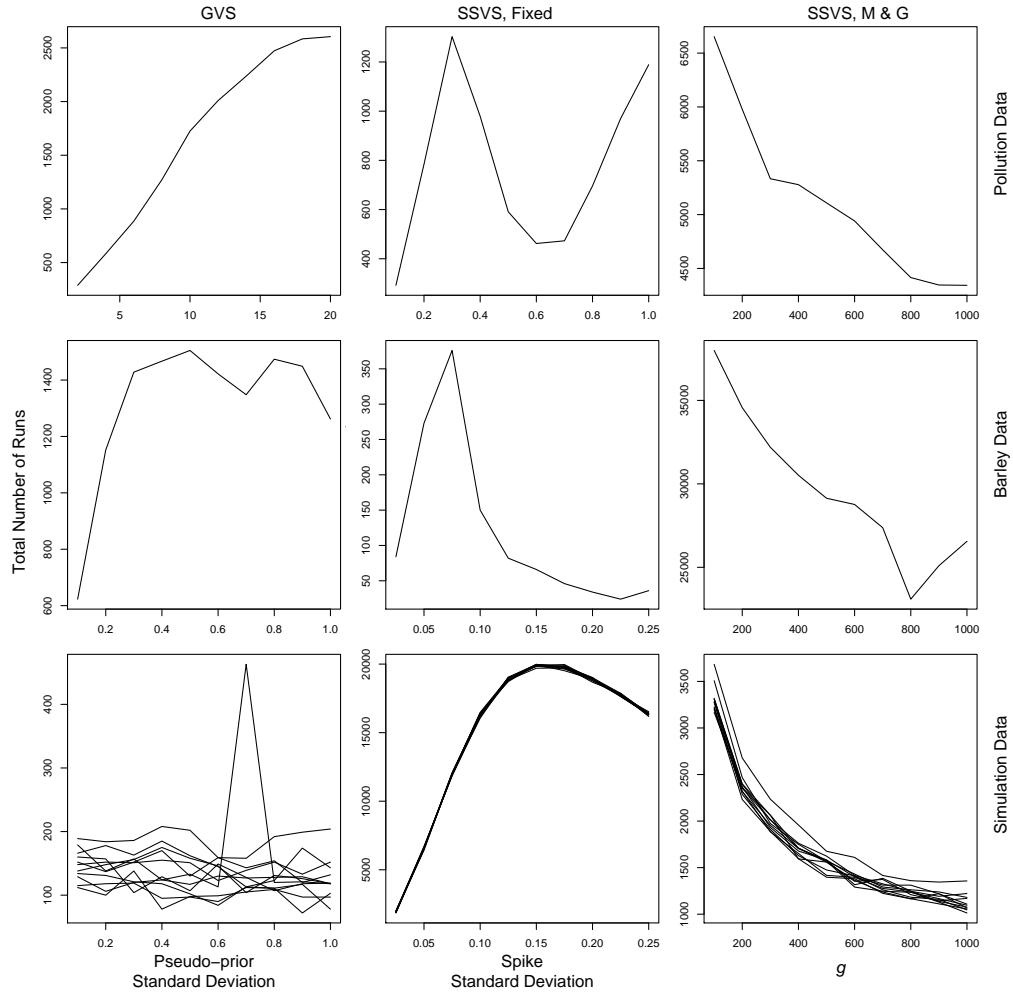 GVS
SSVS, Fixed
SSVS, M & G
500 1000 1500 2000 2500
5 10 15 20
400 600 800 1000 1200
0.2 0.4 0.6 0.8 1.0
4500 5000 5500 6000 6500
200 400 600 800 1000
Pollution Data
Total Number of Runs
600 800 1000 1200 1400
0.2 0.4 0.6 0.8 1.0
50 100 150 200 250 300 350
0.05 0.10 0.15 0.20 0.25
25000 30000 35000
200 400 600 800 1000
Barley Data
100 200 300 400
0.2 0.4 0.6 0.8 1.0
5000 10000 15000 20000
0.05 0.10 0.15 0.20 0.25
1000 1500 2000 2500 3000 3500
200 400 600 800 1000
Simulation Data
Pseudo−prior
Standard Deviation
Spike
Standard Deviation
g